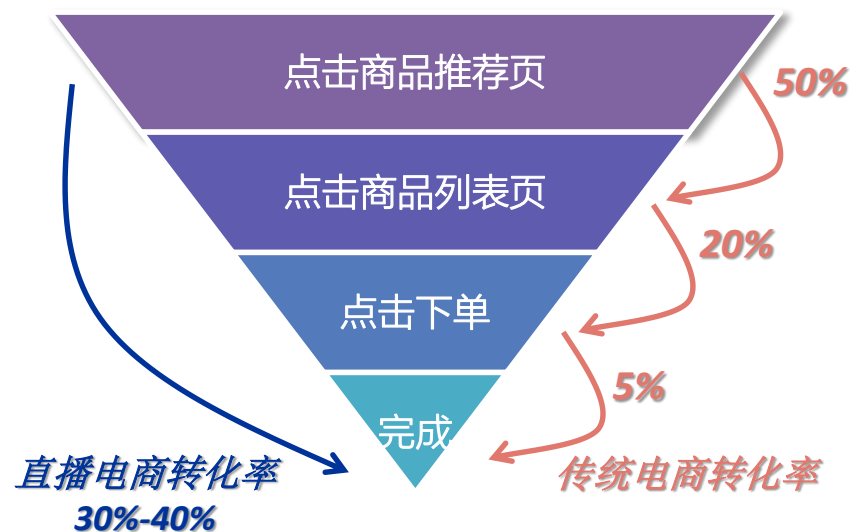 点击商品推荐页
50%
点击商品列表页
20%
点击下单
5%
完成
直播电商转化率
30%-40%
传统电商转化率